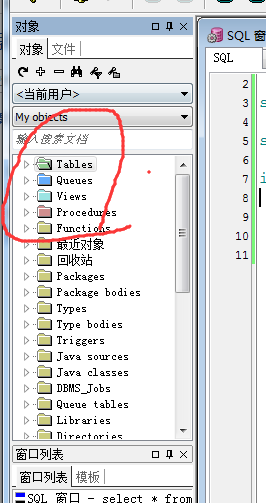 对象
对象
文件
<当前用户>
My objects
输入搜索文档
Tables
Queues
Views
Procedures
Functions
最近对象
回收站
Packages
Package bodies
Types
Type bodies
Triggers
Java sources
Java classes
DBMS_Jobs
Queue tables
Libraries
Directories
窗口列表
窗口列表
模板
SQL 窗口 - select * from
SQL 窗
SQL
2
3
s
4
5
s
6
7
i
8
9
10
11